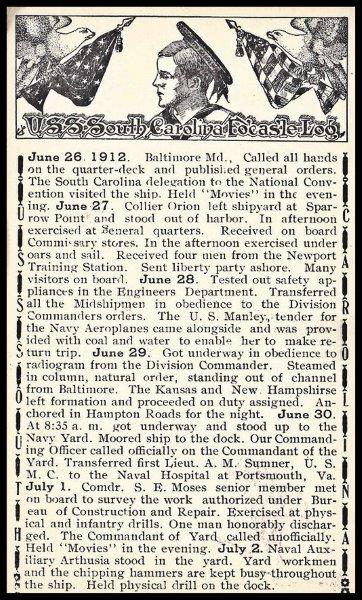 U.S.S. South Carolina Focastle Log
June 26. 1912. Baltimore Md., Called all hands
on the quarter-deck and published general orders.
The South Carolina delegation to the National Con-
vention visited the ship. Held "Movies" in the even-
ing. June 27. Collier Orion left shipyard at Spar-
row Point and stood out of harbor. In afternoon
exercised at general quarters. Received on board
Commissary stores. In the afternoon exercised under
oars and sail. Received four men from the Newport
Training Station. Sent liberty party ashore. Many
visitors on board. June 28. Tested out safety ap-
pliances in the Engineers Department. Transferred
all the Midshipmen in obedience to the Division
Commanders orders. The U. S. Manley, tender for
the Navy Aeroplanes came alongside and was prov-
ided with coal and water to enable her to make re-
turn trip. June 29. Got underway in obedience to
radiogram from the Division Commander. Steamed
in column, natural order, standing out of channel
from Baltimore. The Kansas and New Hampshirse
left formation and proceeded on duty assigned. An-
chored in Hampton Roads for the night. June 30.
At 8:35 a. m. got underway and stood up to the
Navy Yard. Moored ship to the dock. Our Command-
ing Officer called officially on the Commandant of the
Yard. Transferred first Lieut. A. M. Sumner, U. S.
M. C. to the Naval Hospital at Portsmouth, Va.
July 1. Comdr. S. E. Moses senior member met
on board to survey the work authorized under Bur-
eau of Construction and Repair. Exercised at phys-
ical and infantry drills. One man honorably dischar-
ged. The Commandant of Yard called unofficially.
Held "Movies" in the evening. July 2. Naval Aux-
iliary Arthusia stood in the yard. Yard workmen
and the chipping hammers are kept busy throughout
the ship. Held physical drill on the dock.
U S S SOUTH
CAROLINA